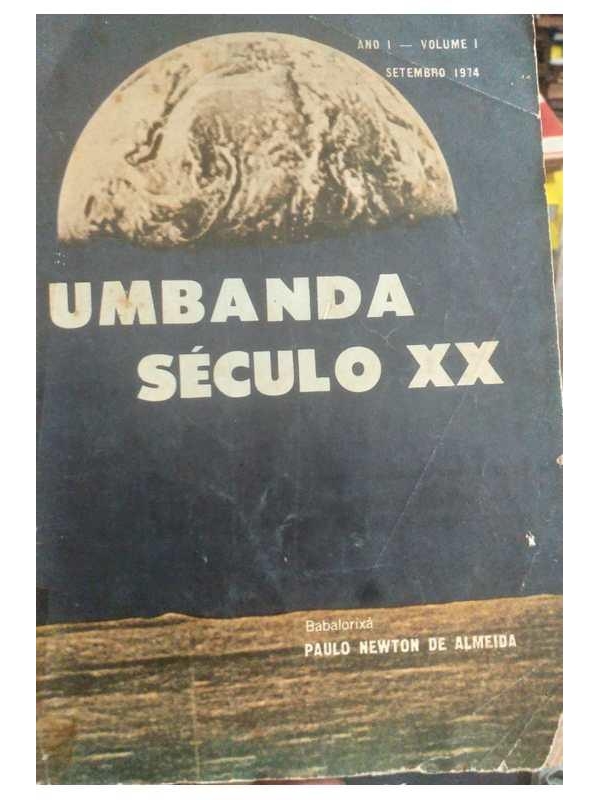 ANO I — VOLUME I
SETEMBRO 1974
UMBANDA
SÉCULO XX
Babalorixá
PAULO NEWTON DE ALMEIDA